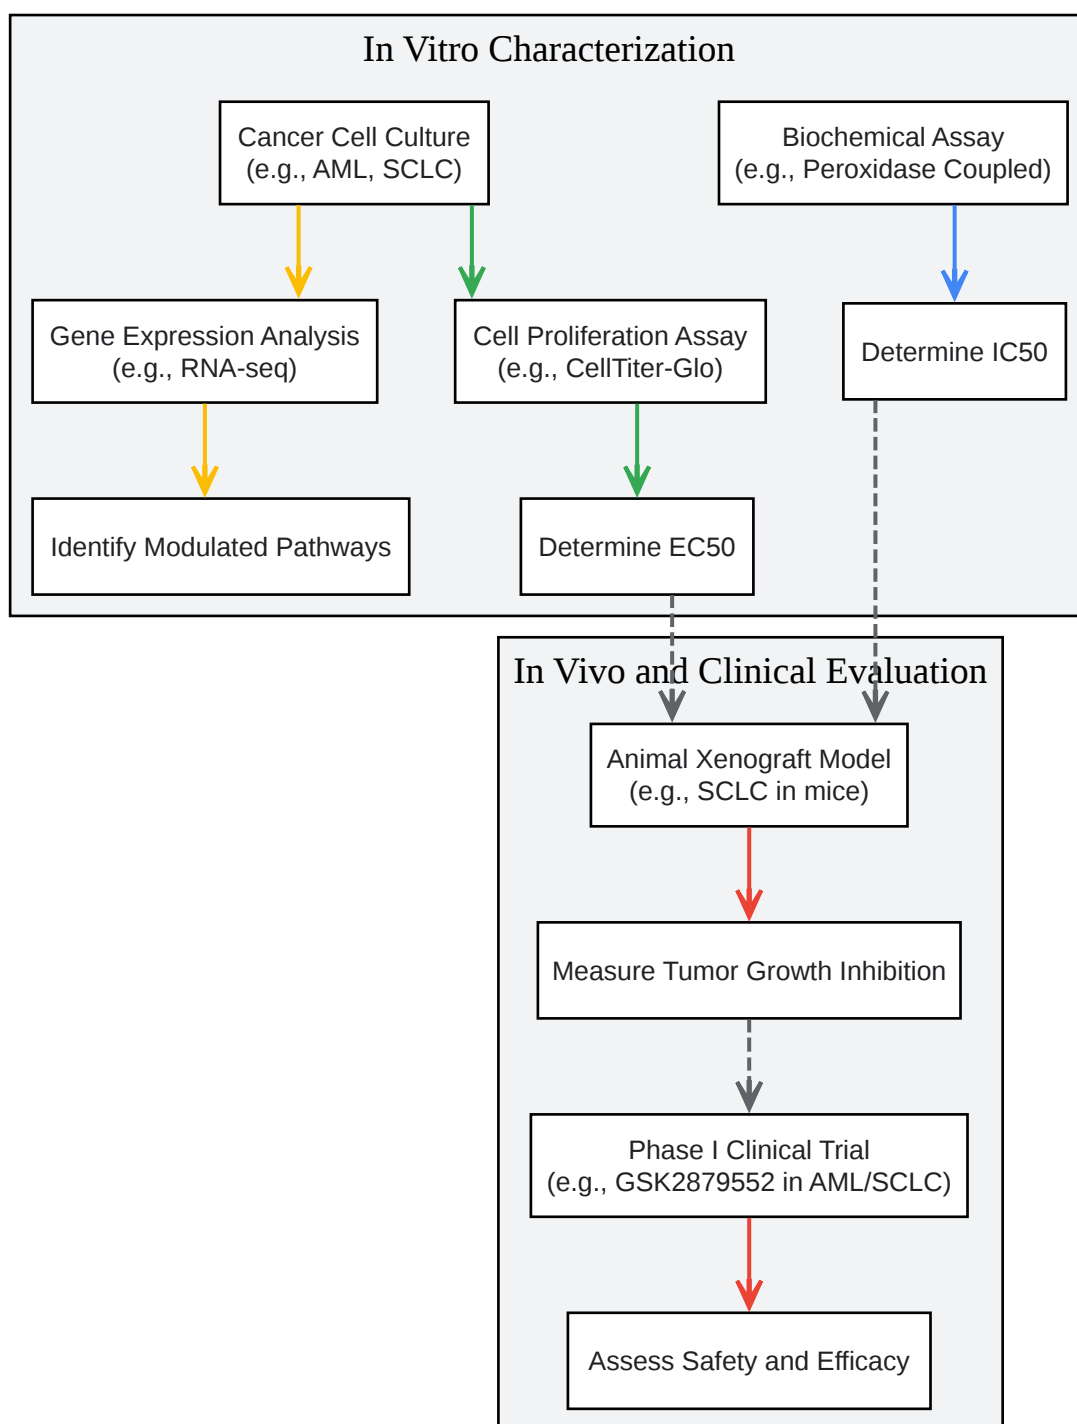 In Vitro Characterization
Cancer Cell Culture
(e.g., AML, SCLC)
Biochemical Assay
(e.g., Peroxidase Coupled)
Gene Expression Analysis
(e.g., RNA-seq)
Cell Proliferation Assay
(e.g., CellTiter-Glo)
Determine IC50
Identify Modulated Pathways
Determine EC50
In Vivo and Clinical Evaluation
Animal Xenograft Model
(e.g., SCLC in mice)
Measure Tumor Growth Inhibition
Phase I Clinical Trial
(e.g., GSK2879552 in AML/SCLC)
Assess Safety and Efficacy